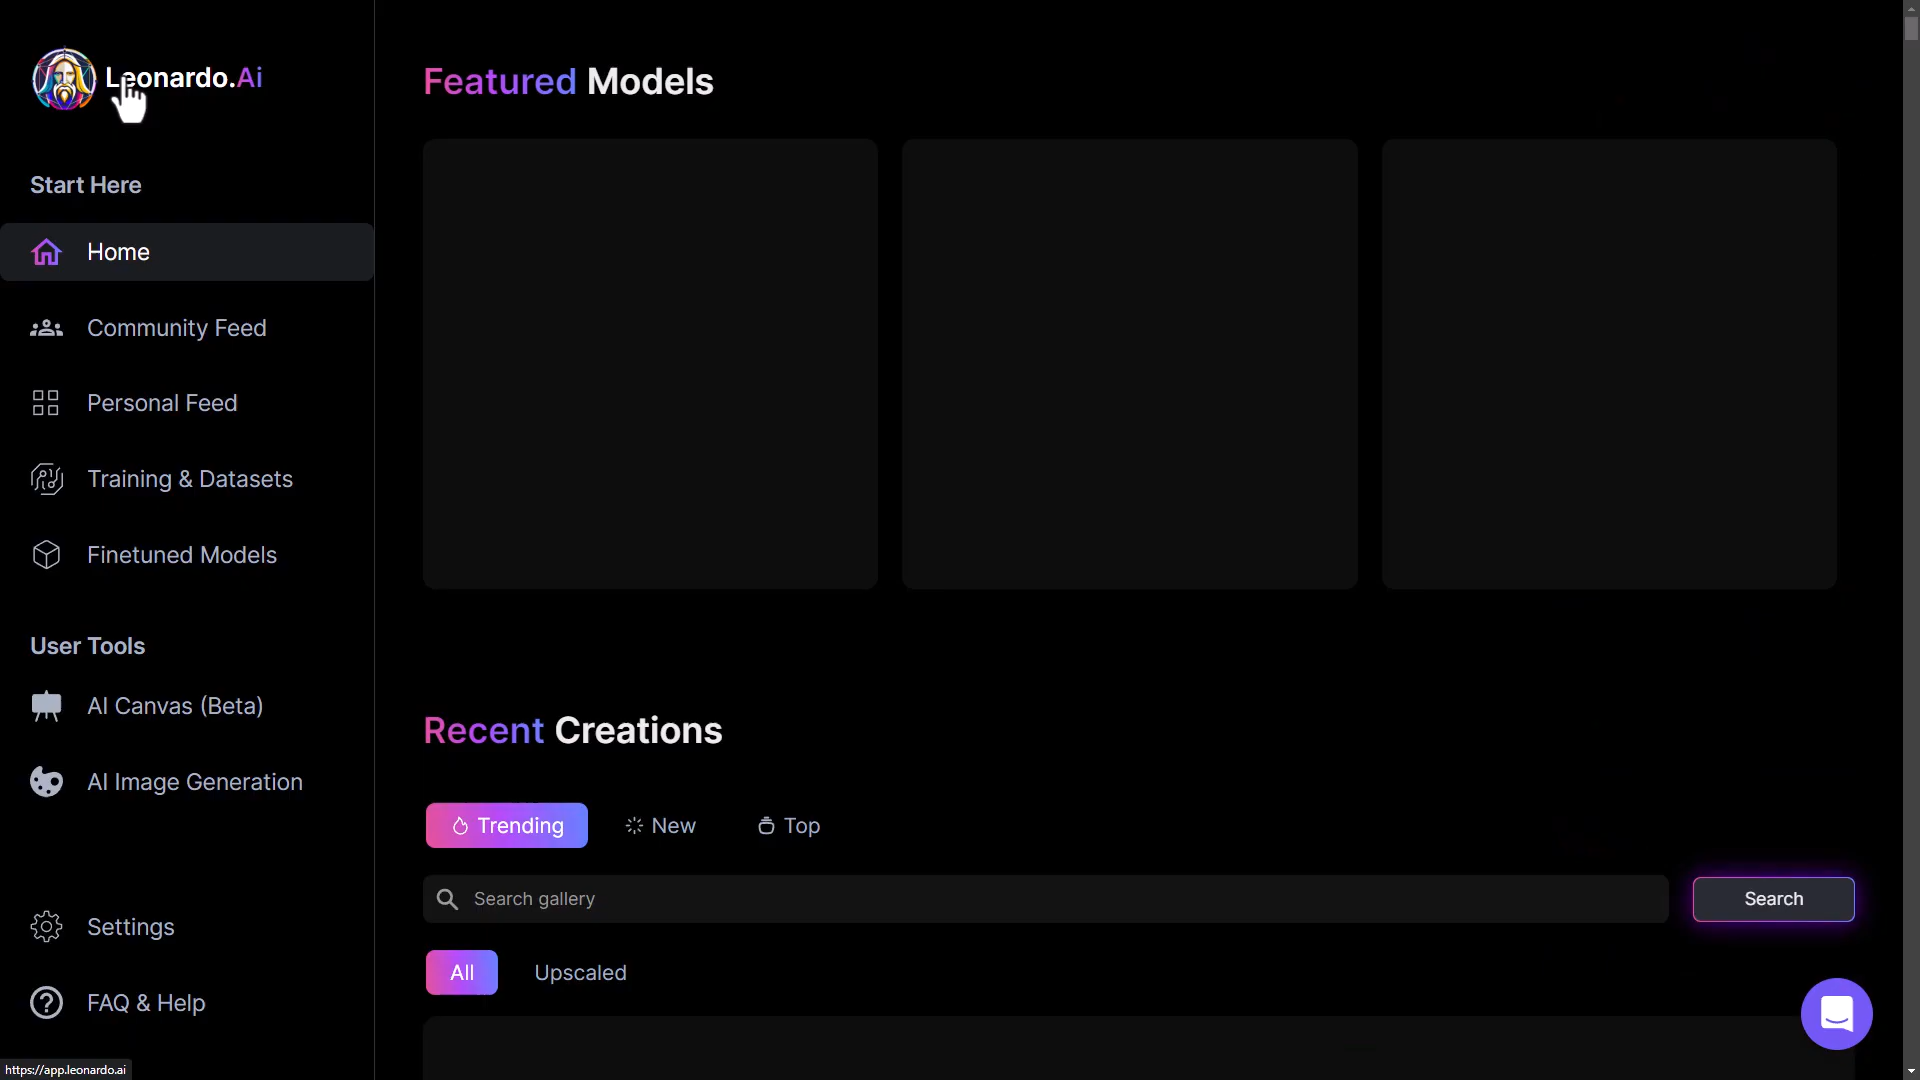 Leonardo.Ai
Start Here
Home
Community Feed
Personal Feed
Training & Datasets
Finetuned Models
User Tools
AI Canvas (Beta)
AI Image Generation
Settings
FAQ & Help
https://app.leonardo.ai
Featured Models
Recent Creations
Trending New Top
Search gallery Search
All Upscaled